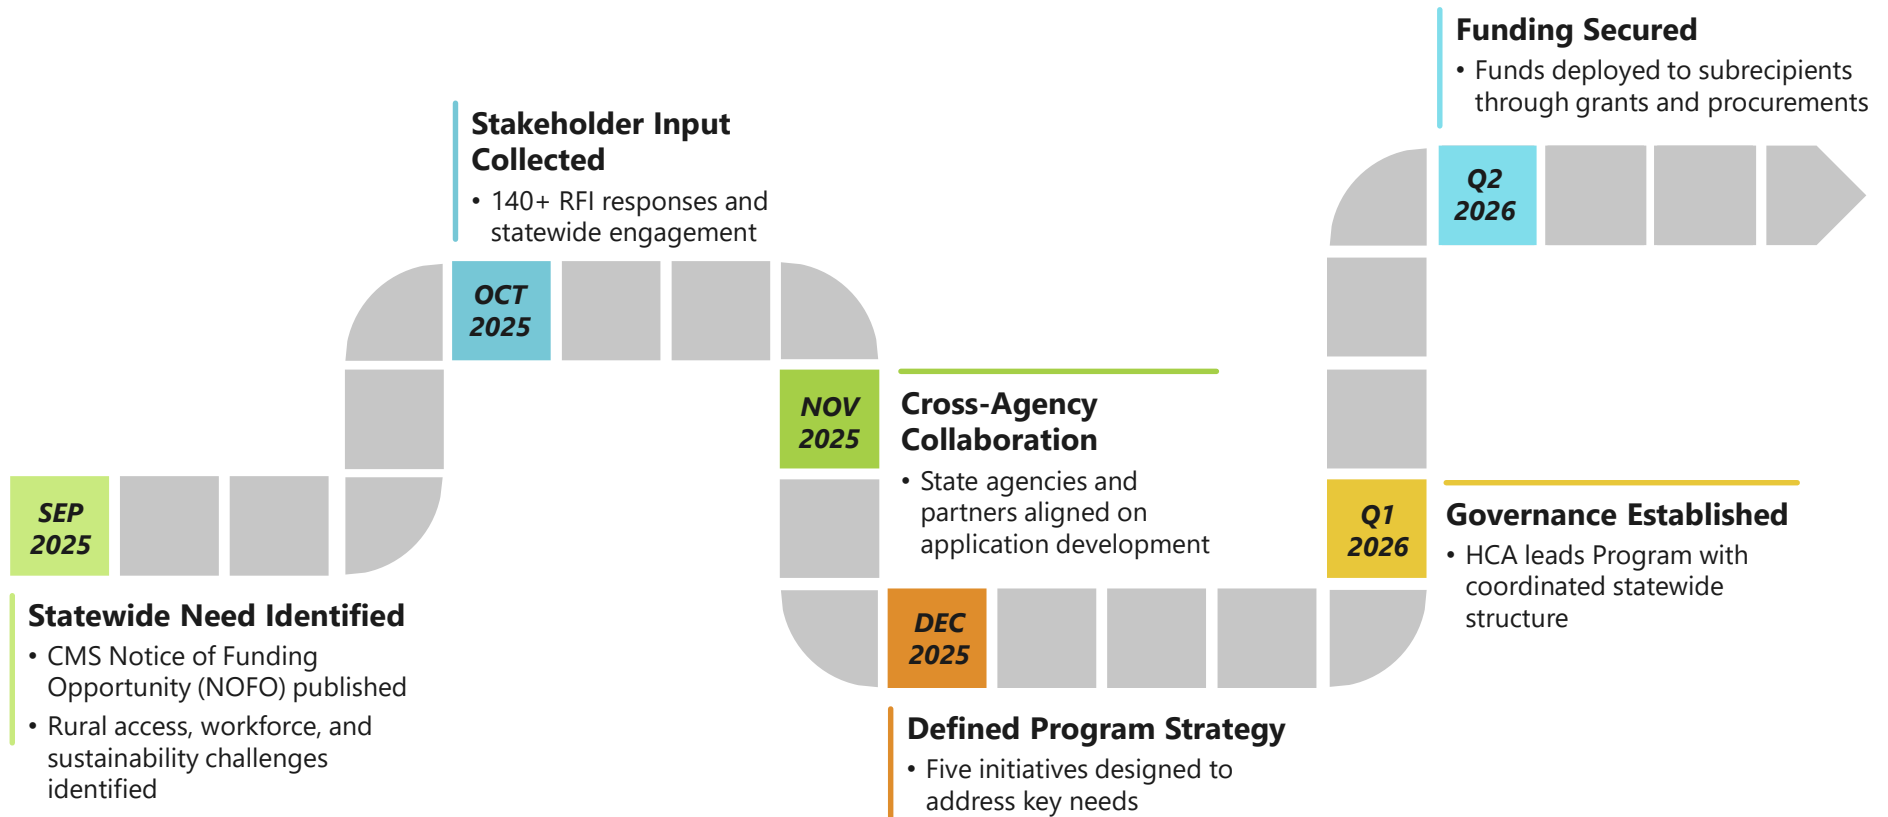 SEP
2025
Statewide Need Identified
• CMS Notice of Funding
Opportunity (NOFO) published
• Rural access, workforce, and
sustainability challenges
identified
Stakeholder Input
Collected
• 140+ RFI responses and
statewide engagement
OCT
2025
NOV
2025
Cross-Agency
Collaboration
• State agencies and
partners aligned on
application development
DEC
2025
Defined Program Strategy
• Five initiatives designed to
address key needs
Q1
2026
Governance Established
• HCA leads Program with
coordinated statewide
structure
Funding Secured
• Funds deployed to subrecipients
through grants and procurements
Q2
2026